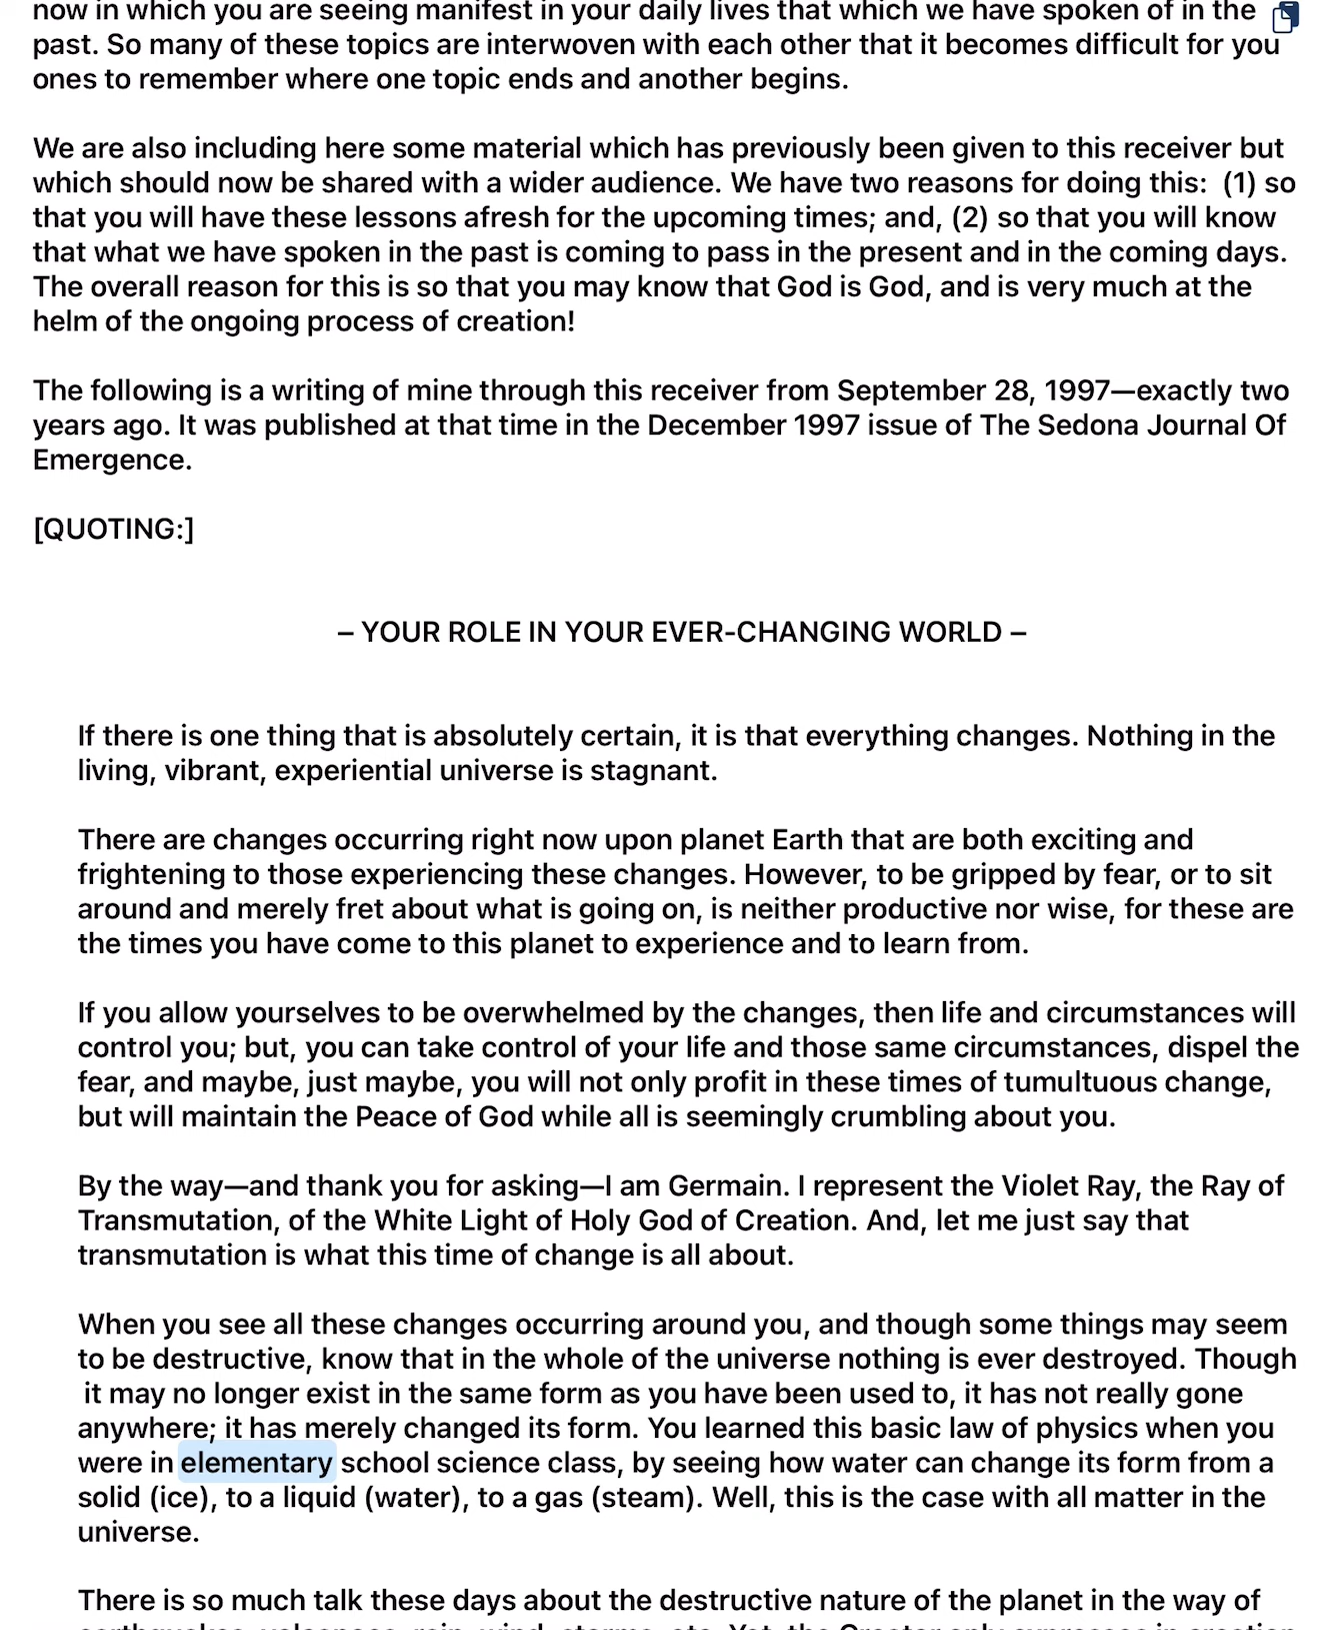 now in which you are seeing manifest in your daily lives that which we have spoken of in the
past. So many of these topics are interwoven with each other that it becomes difficult for you
ones to remember where one topic ends and another begins.
We are also including here some material which has previously been given to this receiver but
which should now be shared with a wider audience. We have two reasons for doing this:  (1) so
that you will have these lessons afresh for the upcoming times; and, (2) so that you will know
that what we have spoken in the past is coming to pass in the present and in the coming days.
The overall reason for this is so that you may know that God is God, and is very much at the
helm of the ongoing process of creation!
The following is a writing of mine through this receiver from September 28, 1997—exactly two
years ago. It was published at that time in the December 1997 issue of The Sedona Journal Of
Emergence.
[QUOTING:]
– YOUR ROLE IN YOUR EVER-CHANGING WORLD –
If there is one thing that is absolutely certain, it is that everything changes. Nothing in the
living, vibrant, experiential universe is stagnant.
There are changes occurring right now upon planet Earth that are both exciting and
frightening to those experiencing these changes. However, to be gripped by fear, or to sit
around and merely fret about what is going on, is neither productive nor wise, for these are
the times you have come to this planet to experience and to learn from.
If you allow yourselves to be overwhelmed by the changes, then life and circumstances will
control you; but, you can take control of your life and those same circumstances, dispel the
fear, and maybe, just maybe, you will not only profit in these times of tumultuous change,
but will maintain the Peace of God while all is seemingly crumbling about you.
By the way—and thank you for asking—I am Germain. I represent the Violet Ray, the Ray of
Transmutation, of the White Light of Holy God of Creation. And, let me just say that
transmutation is what this time of change is all about.
When you see all these changes occurring around you, and though some things may seem
to be destructive, know that in the whole of the universe nothing is ever destroyed. Though
it may no longer exist in the same form as you have been used to, it has not really gone
anywhere; it has merely changed its form. You learned this basic law of physics when you
were in elementary school science class, by seeing how water can change its form from a
solid (ice), to a liquid (water), to a gas (steam). Well, this is the case with all matter in the
universe.
There is so much talk these days about the destructive nature of the planet in the way of
earthquakes, volcanoes, rain, wind, storms, etc. Yet, the Creator only expresses in creation